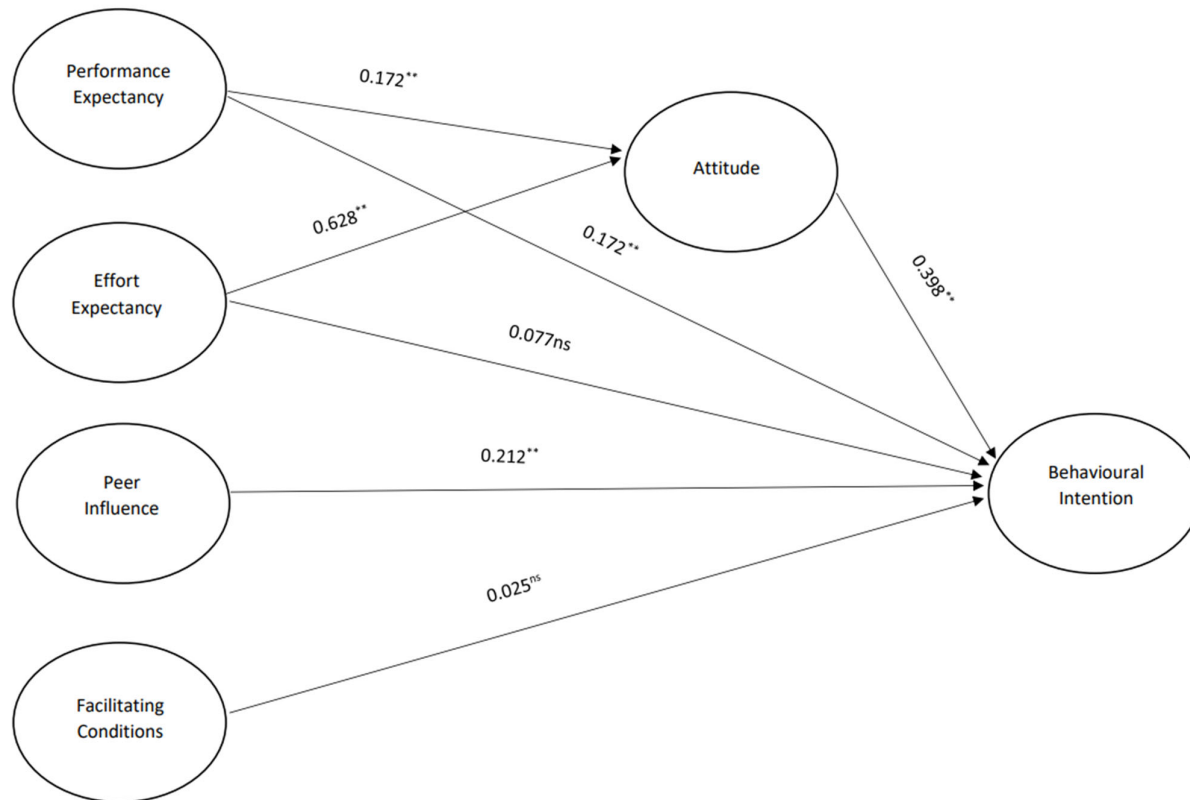 Performance
Expectancy
0.172**
Attitude
0.628**
0.172**
0.398**
Effort
Expectancy
0.077ns
Peer
Influence
0.212**
Behavioural
Intention
0.025ns
Facilitating
Conditions